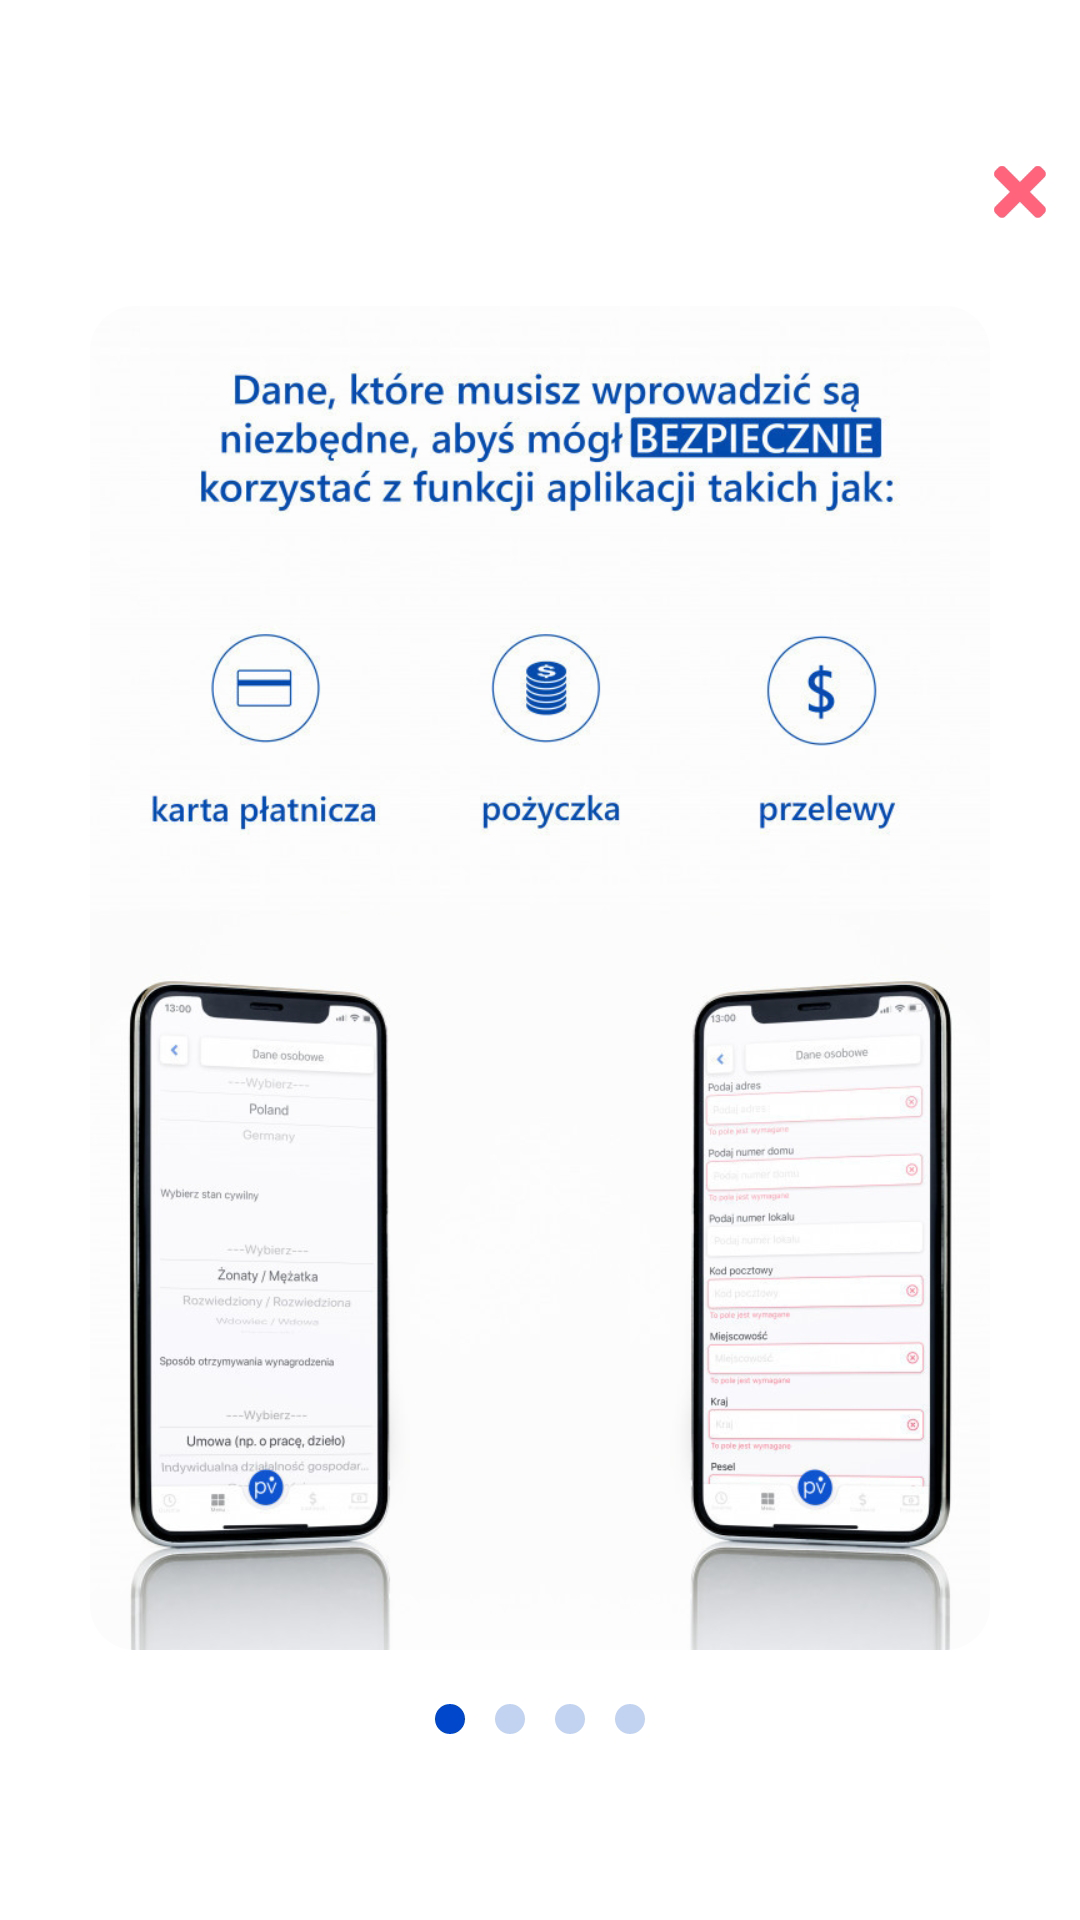 Dane, które musisz wprowadzić są
niezbędne, abyś mógł BEZPIECZNIE
korzystać z funkcji aplikacji takich jak:
$
$
karta płatnicza
pożyczka
przelewy
13:00
Dane osobowe
---Wybierz---
Poland
Germany
Wybierz stan cywilny
---Wybierz---
Żonaty / Mężatka
Rozwiedziony / Rozwiedziona
Wdowiec / Wdowa
Sposób otrzymywania wynagrodzenia
---Wybierz---
Umowa (np. o pracę, dzieło)
Indywidualna działalność gospodar...
pv
Menu
13:00
Dane osobowe
Podaj adres
Podaj adres
To pole jest wymagane
Podaj numer domu
Podaj numer domu
To pole jest wymagane
Podaj numer lokalu
Podaj numer lokalu
Kod pocztowy
Kod pocztowy
To pole jest wymagane
Miejscowość
Miejscowość
To pole jest wymagane
Kraj
Kraj
To pole jest wymagane
Pesel
pv
Menu